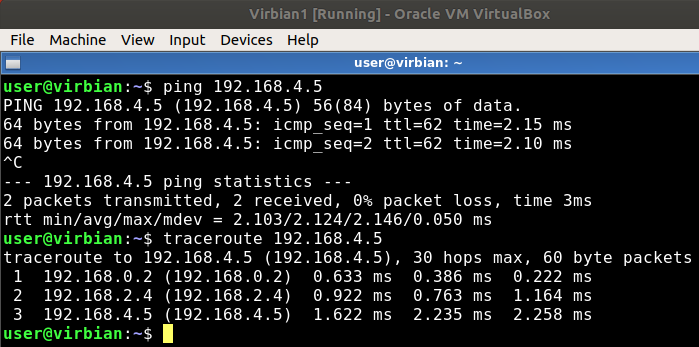 Virbian1 [Running] - Oracle VM VirtualBox
File Machine View Input Devices Help
user@virbian: ~
user@virbian:~$ ping 192.168.4.5
PING 192.168.4.5 (192.168.4.5) 56(84) bytes of data.
64 bytes from 192.168.4.5: icmp_seq=1 ttl=62 time=2.15 ms
64 bytes from 192.168.4.5: icmp_seq=2 ttl=62 time=2.10 ms
^C
--- 192.168.4.5 ping statistics ---
2 packets transmitted, 2 received, 0% packet loss, time 3ms
rtt min/avg/max/mdev = 2.103/2.124/2.146/0.050 ms
user@virbian:~$ traceroute 192.168.4.5
traceroute to 192.168.4.5 (192.168.4.5), 30 hops max, 60 byte packets
 1  192.168.0.2 (192.168.0.2)  0.633 ms  0.386 ms  0.222 ms
 2  192.168.2.4 (192.168.2.4)  0.922 ms  0.763 ms  1.164 ms
 3  192.168.4.5 (192.168.4.5)  1.622 ms  2.235 ms  2.258 ms
user@virbian:~$